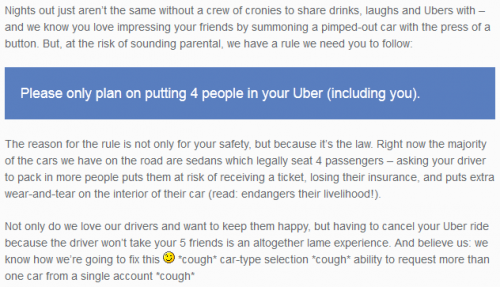 Nights out just aren't the same without a crew of cronies to share drinks, laughs and Ubers with –
and we know you love impressing your friends by summoning a pimped-out car with the press of a
button. But, at the risk of sounding parental, we have a rule we need you to follow:
Please only plan on putting 4 people in your Uber (including you).
The reason for the rule is not only for your safety, but because it's the law. Right now the majority
of the cars we have on the road are sedans which legally seat 4 passengers – asking your driver
to pack in more people puts them at risk of receiving a ticket, losing their insurance, and puts extra
wear-and-tear on the interior of their car (read: endangers their livelihood!).
Not only do we love our drivers and want to keep them happy, but having to cancel your Uber ride
because the driver won't take your 5 friends is an altogether lame experience. And believe us: we
know how we're going to fix this 😉 *cough* car-type selection *cough* ability to request more than
one car from a single account *cough*